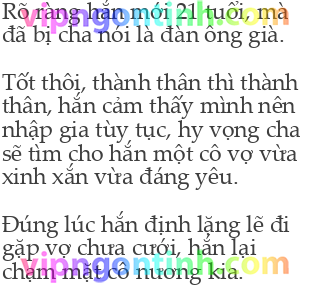 Rõ ràng hắn mới 21 tuổi, mà
đã bị cha nói là đàn ông già.
Tốt thôi, thành thân thì thành
thân, hắn cảm thấy mình nên
nhập gia tùy tục, hy vọng cha
sẽ tìm cho hắn một cô vợ vừa
xinh xắn vừa đáng yêu.
Đúng lúc hắn định lặng lẽ đi
gặp vợ chưa cưới, hắn lại
chạm mặt cô nương kia.
vipngontinh.com
vipngontinh.com